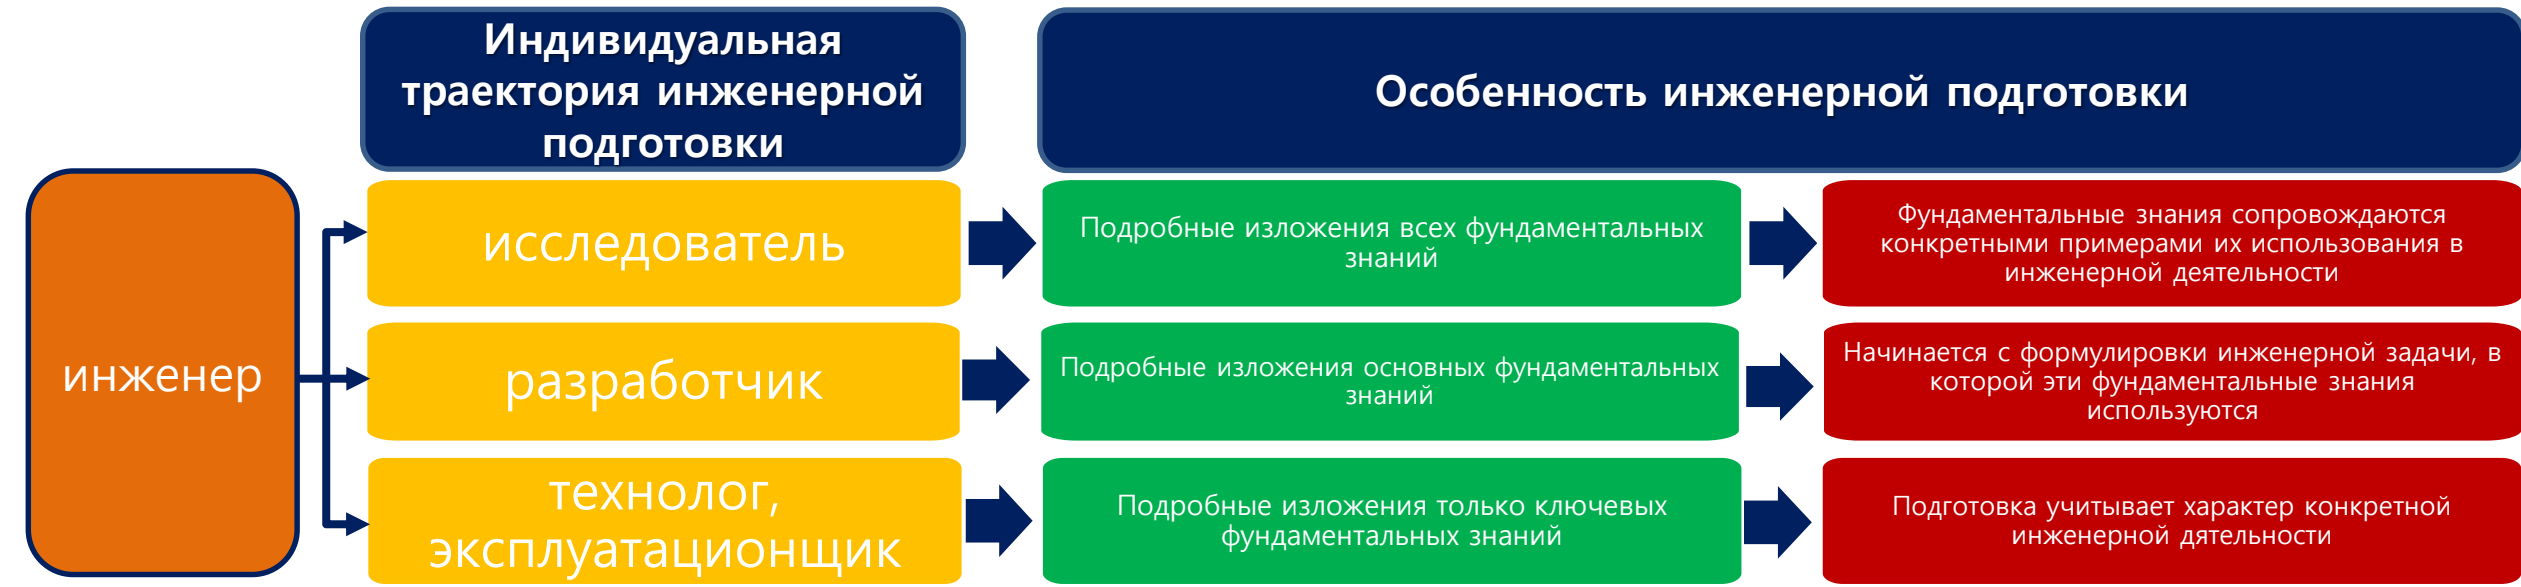 Индивидуальная
траектория инженерной
подготовки
Особенность инженерной подготовки
инженер
исследователь
Подробные изложения всех фундаментальных
знаний
Фундаментальные знания сопровождаются
конкретными примерами их использования в
инженерной деятельности
разработчик
Подробные изложения основных фундаментальных
знаний
Начинается с формулировки инженерной задачи, в
которой эти фундаментальные знания
используются
технолог,
эксплуатационщик
Подробные изложения только ключевых
фундаментальных знаний
Подготовка учитывает характер конкретной
инженерной дятельности